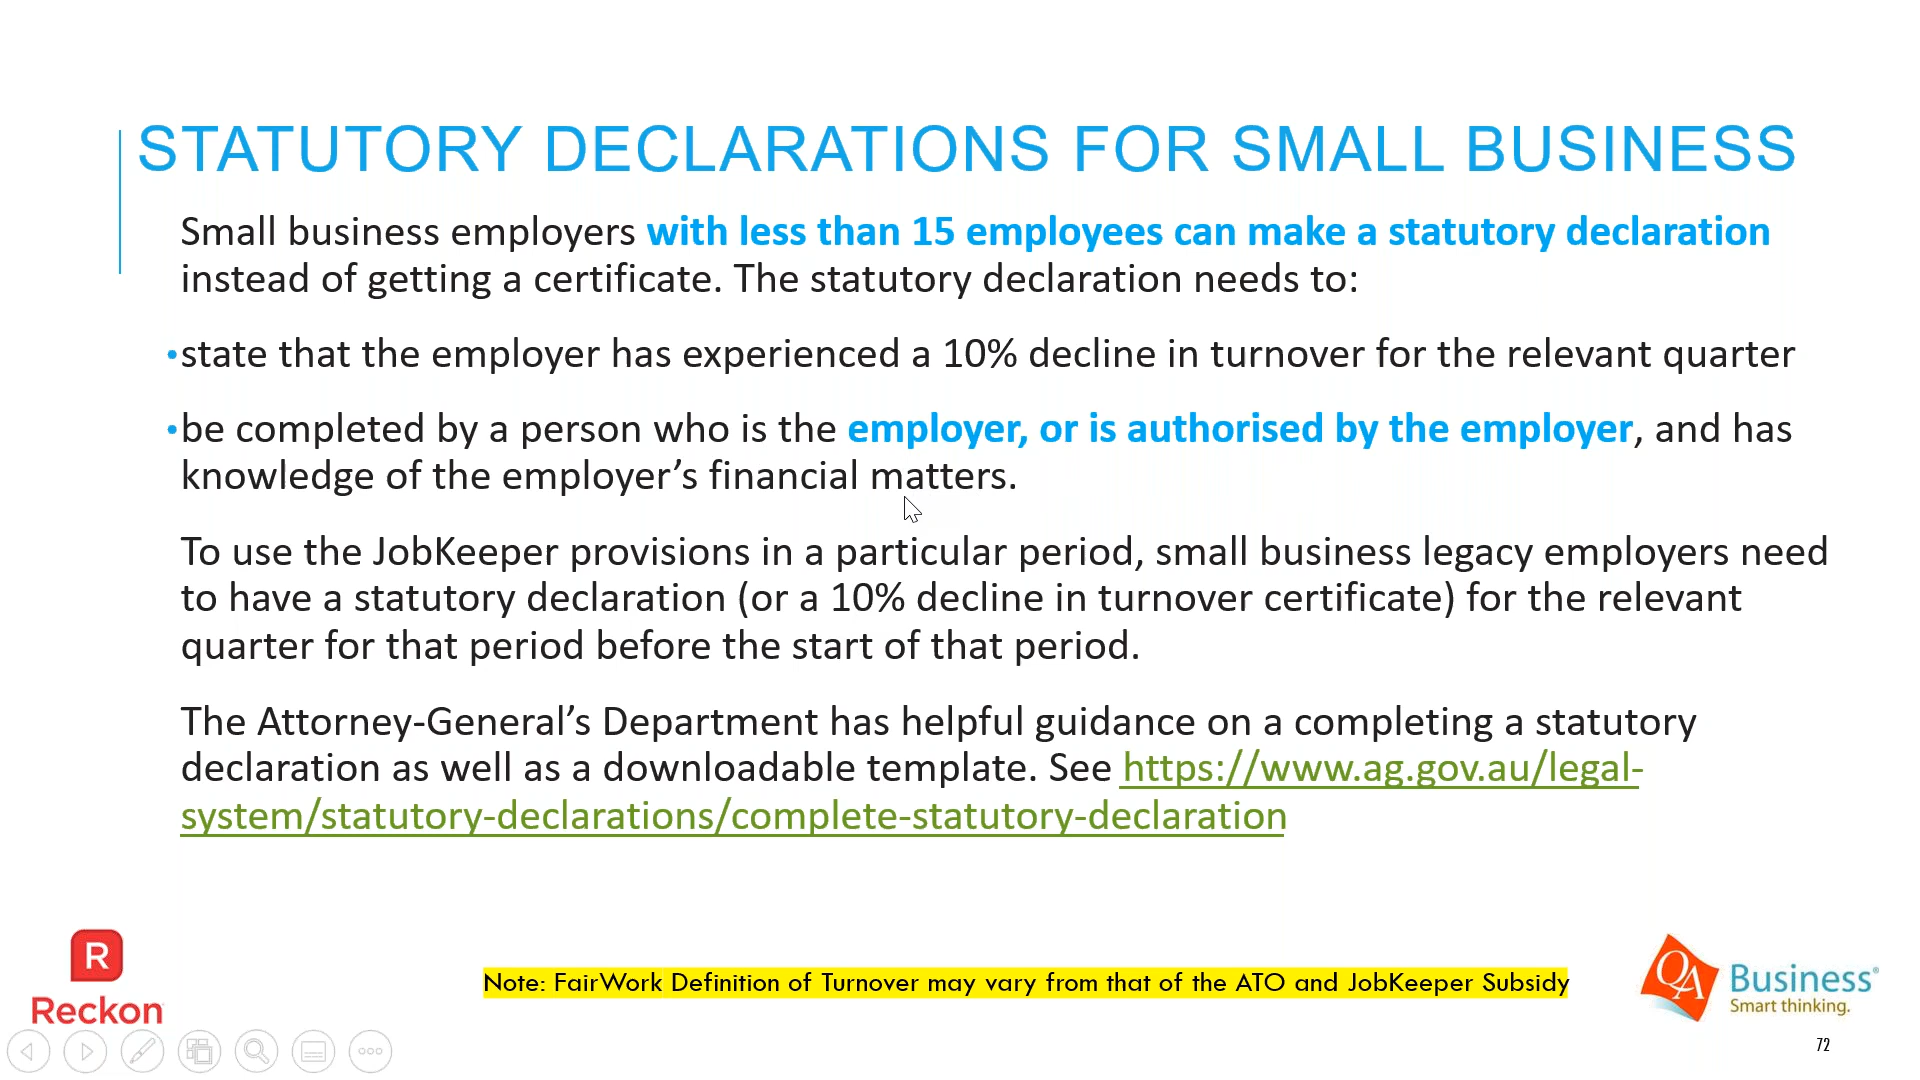 STATUTORY DECLARATIONS FOR SMALL BUSINESS
Small business employers with less than 15 employees can make a statutory declaration
instead of getting a certificate. The statutory declaration needs to:
•state that the employer has experienced a 10% decline in turnover for the relevant quarter
•be completed by a person who is the employer, or is authorised by the employer, and has
knowledge of the employer’s financial matters.
To use the JobKeeper provisions in a particular period, small business legacy employers need
to have a statutory declaration (or a 10% decline in turnover certificate) for the relevant
quarter for that period before the start of that period.
The Attorney-General’s Department has helpful guidance on a completing a statutory
declaration as well as a downloadable template. See https://www.ag.gov.au/legal-
system/statutory-declarations/complete-statutory-declaration
R
Reckon
Note: FairWork Definition of Turnover may vary from that of the ATO and JobKeeper Subsidy
QA Business®
Smart thinking.
72